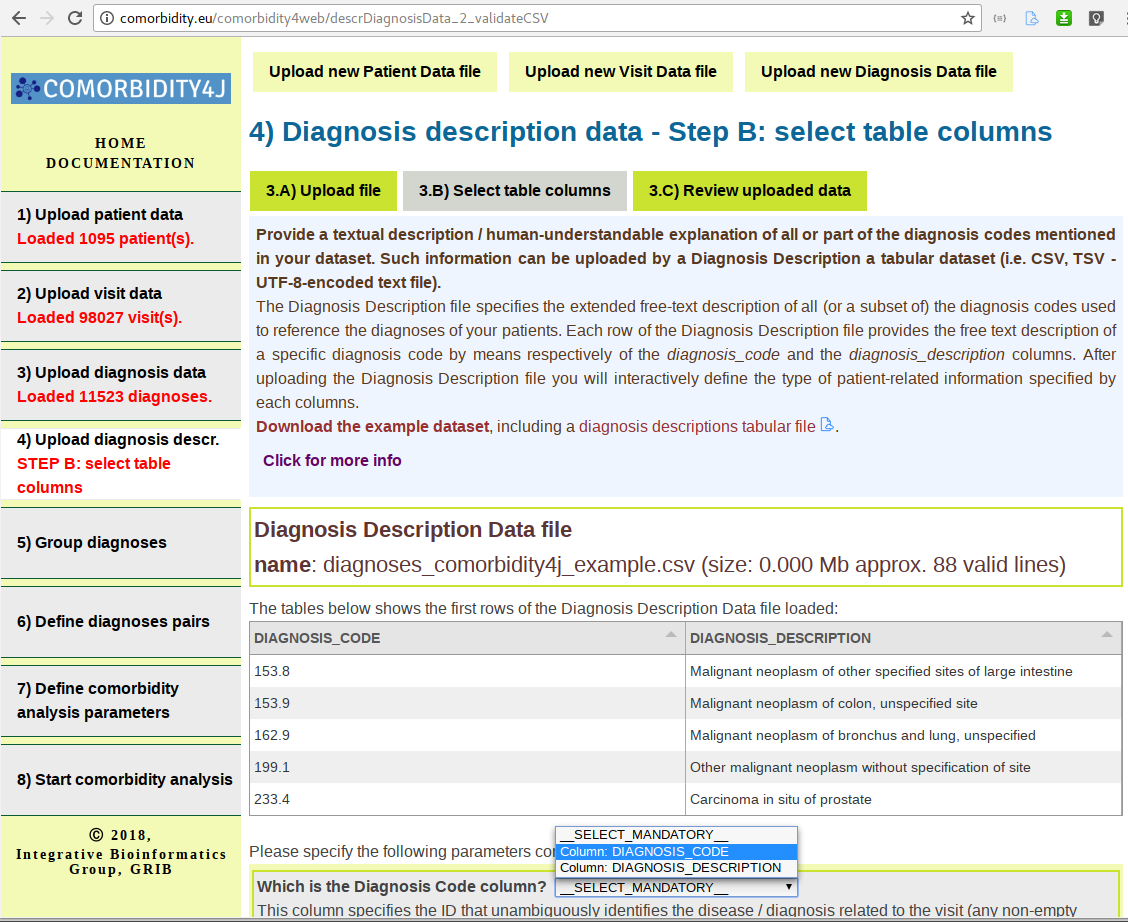 comorbidity.eu/comorbidity4web/descrDiagnosisData_2_validateCSV
COMORBIDITY4J
HOME
DOCUMENTATION
1) Upload patient data
Loaded 1095 patient(s).
2) Upload visit data
Loaded 98027 visit(s).
3) Upload diagnosis data
Loaded 11523 diagnoses.
4) Upload diagnosis descr.
STEP B: select table
columns
5) Group diagnoses
6) Define diagnoses pairs
7) Define comorbidity
analysis parameters
8) Start comorbidity analysis
© 2018,
Integrative Bioinformatics
Group, GRIB
Upload new Patient Data file
Upload new Visit Data file
Upload new Diagnosis Data file
4) Diagnosis description data - Step B: select table columns
3.A) Upload file
3.B) Select table columns
3.C) Review uploaded data
Provide a textual description / human-understandable explanation of all or part of the diagnosis codes mentioned
in your dataset. Such information can be uploaded by a Diagnosis Description a tabular dataset (i.e. CSV, TSV -
UTF-8-encoded text file).
The Diagnosis Description file specifies the extended free-text description of all (or a subset of) the diagnosis codes used
to reference the diagnoses of your patients. Each row of the Diagnosis Description file provides the free text description of
a specific diagnosis code by means respectively of the diagnosis_code and the diagnosis_description columns. After
uploading the Diagnosis Description file you will interactively define the type of patient-related information specified by
each columns.
Download the example dataset, including a diagnosis descriptions tabular file .
Click for more info
Diagnosis Description Data file
name: diagnoses_comorbidity4j_example.csv (size: 0.000 Mb approx. 88 valid lines)
The tables below shows the first rows of the Diagnosis Description Data file loaded:
DIAGNOSIS_CODE DIAGNOSIS_DESCRIPTION
153.8 Malignant neoplasm of other specified sites of large intestine
153.9 Malignant neoplasm of colon, unspecified site
162.9 Malignant neoplasm of bronchus and lung, unspecified
199.1 Other malignant neoplasm without specification of site
233.4 Carcinoma in situ of prostate
__SELECT_MANDATORY__
Please specify the following parameters
Column: DIAGNOSIS_CODE
Column: DIAGNOSIS_DESCRIPTION
Which is the Diagnosis Code column? __SELECT_MANDATORY__
This column specifies the ID that unambiguously identifies the disease / diagnosis related to the visit (any non-empty